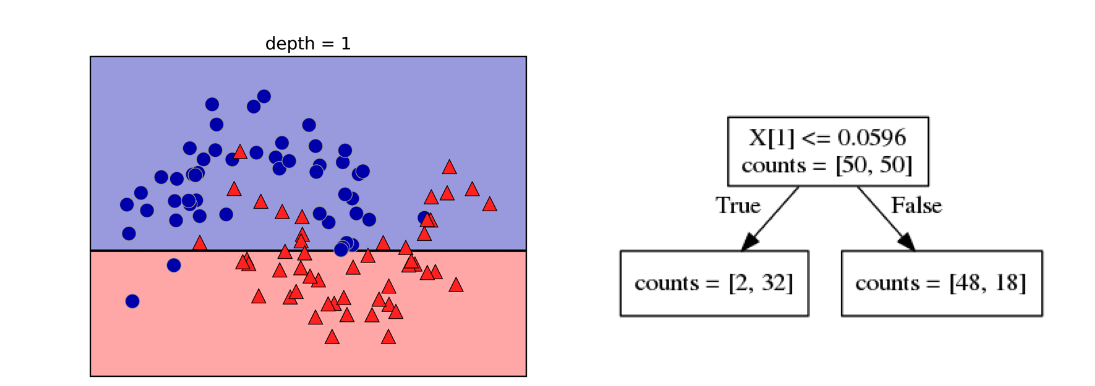 depth = 1
X[1] <= 0.0596
counts = [50, 50]
True
False
counts = [2, 32]
counts = [48, 18]